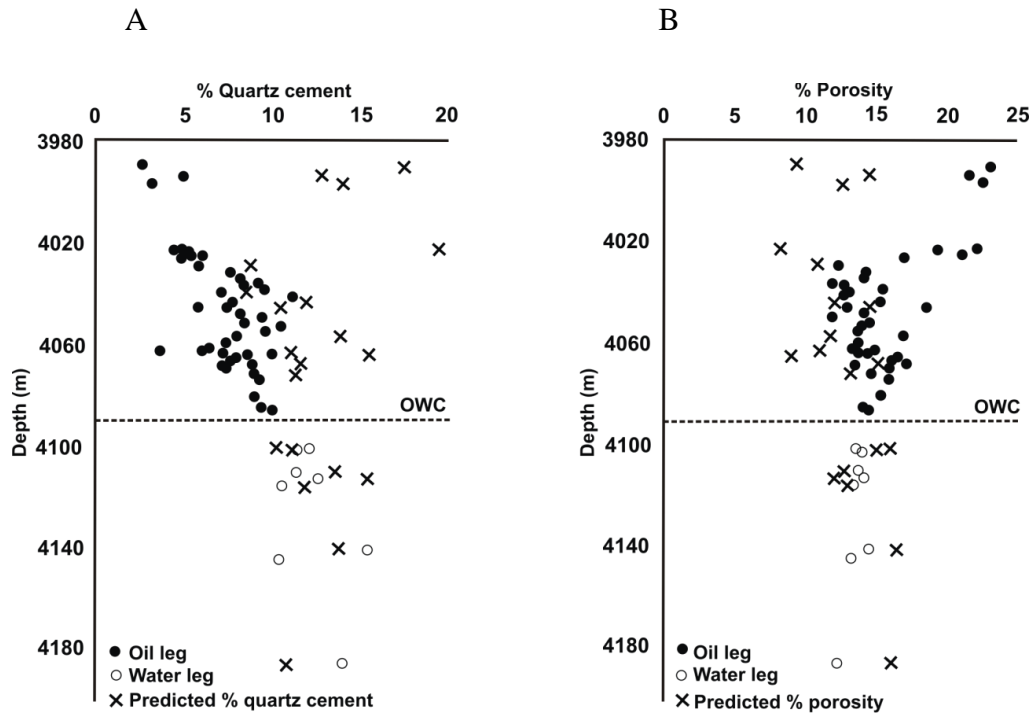 A
B
% Quartz cement
0 5 10 15 20
3980
4020
4060
4100
4140
4180
Depth (m)
OWC
Oil leg
Water leg
Predicted % quartz cement
% Porosity
0 5 10 15 20 25
3980
4020
4060
4100
4140
4180
Depth (m)
OWC
Oil leg
Water leg
Predicted % porosity